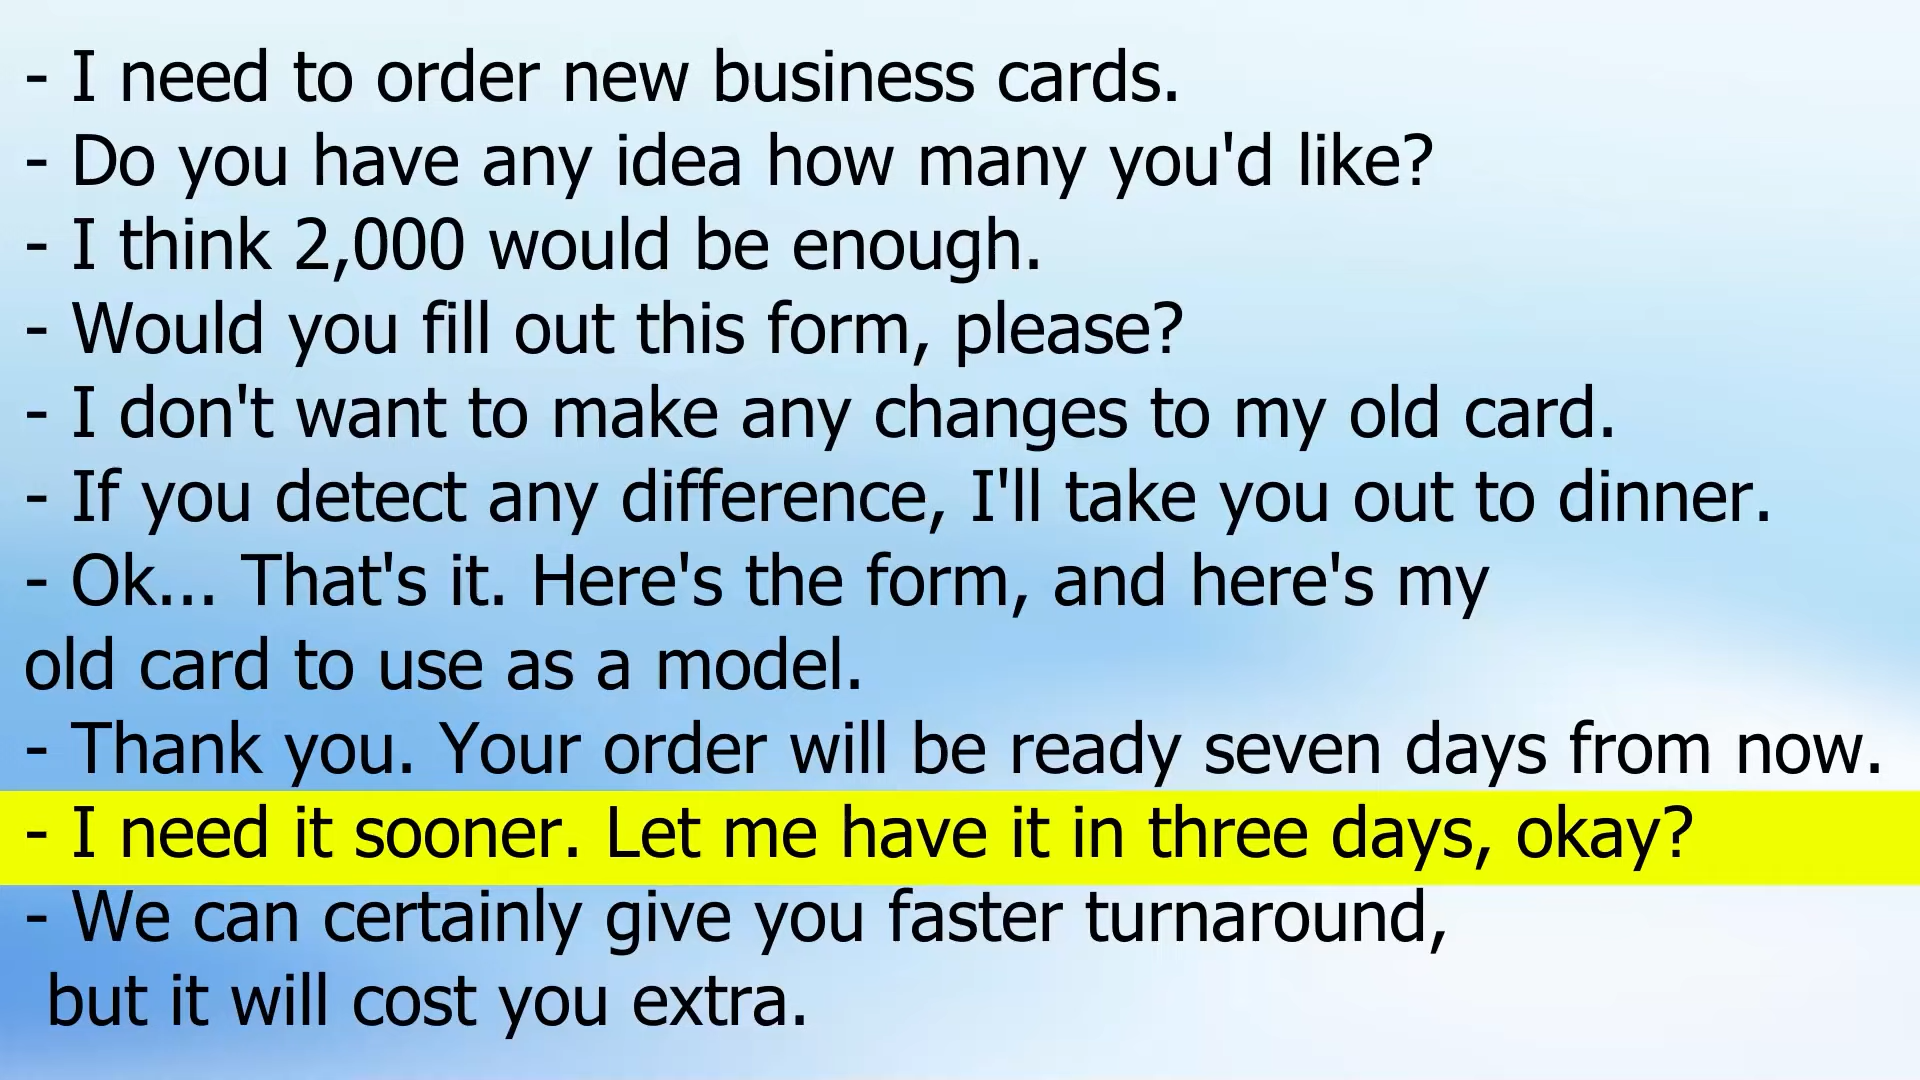 - I need to order new business cards.
- Do you have any idea how many you'd like?
- I think 2,000 would be enough.
- Would you fill out this form, please?
- I don't want to make any changes to my old card.
- If you detect any difference, I'll take you out to dinner.
- Ok... That's it. Here's the form, and here's my
old card to use as a model.
- Thank you. Your order will be ready seven days from now.
- I need it sooner. Let me have it in three days, okay?
- We can certainly give you faster turnaround,
but it will cost you extra.